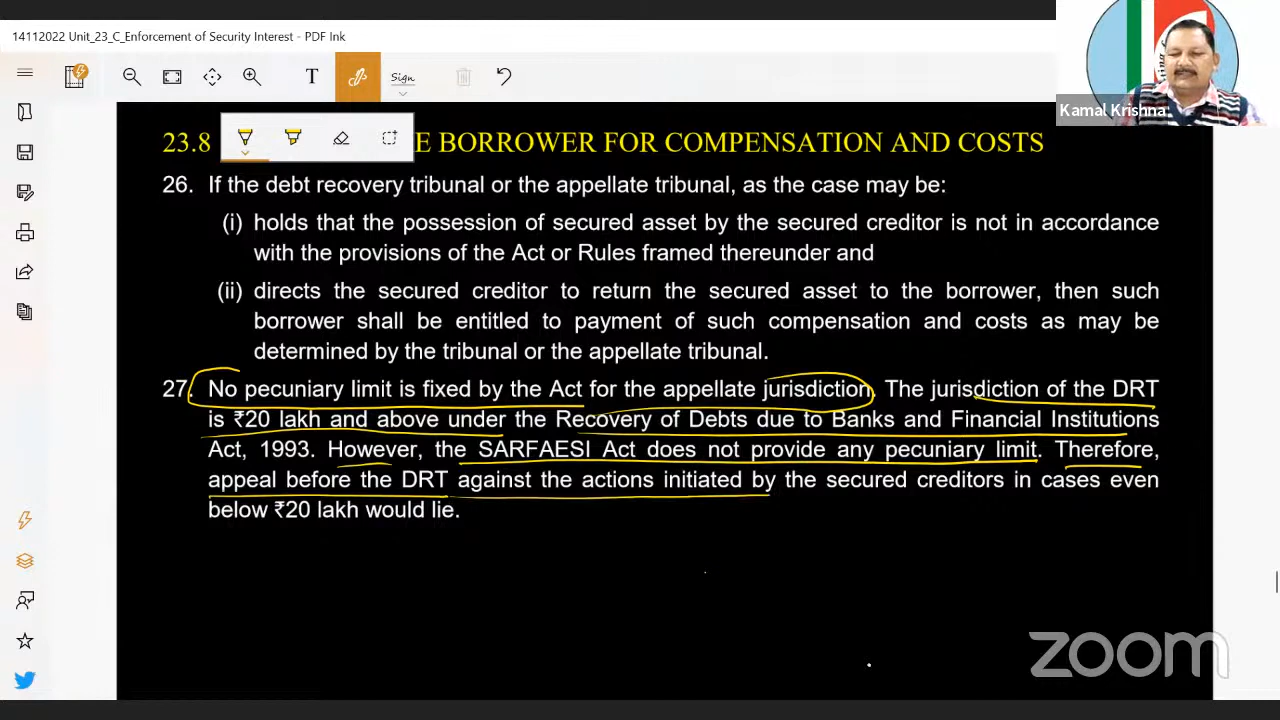 14112022 Unit_23_C_Enforcement of Security Interest - PDF Ink
T
Sign
Kamal Krishna
23.8 E BORROWER FOR COMPENSATION AND COSTS
26. If the debt recovery tribunal or the appellate tribunal, as the case may be:
(i) holds that the possession of secured asset by the secured creditor is not in accordance
with the provisions of the Act or Rules framed thereunder and
(ii) directs the secured creditor to return the secured asset to the borrower, then such
borrower shall be entitled to payment of such compensation and costs as may be
determined by the tribunal or the appellate tribunal.
27. No pecuniary limit is fixed by the Act for the appellate jurisdiction. The jurisdiction of the DRT
is ₹20 lakh and above under the Recovery of Debts due to Banks and Financial Institutions
Act, 1993. However, the SARFAESI Act does not provide any pecuniary limit. Therefore,
appeal before the DRT against the actions initiated by the secured creditors in cases even
below ₹20 lakh would lie.
zoom